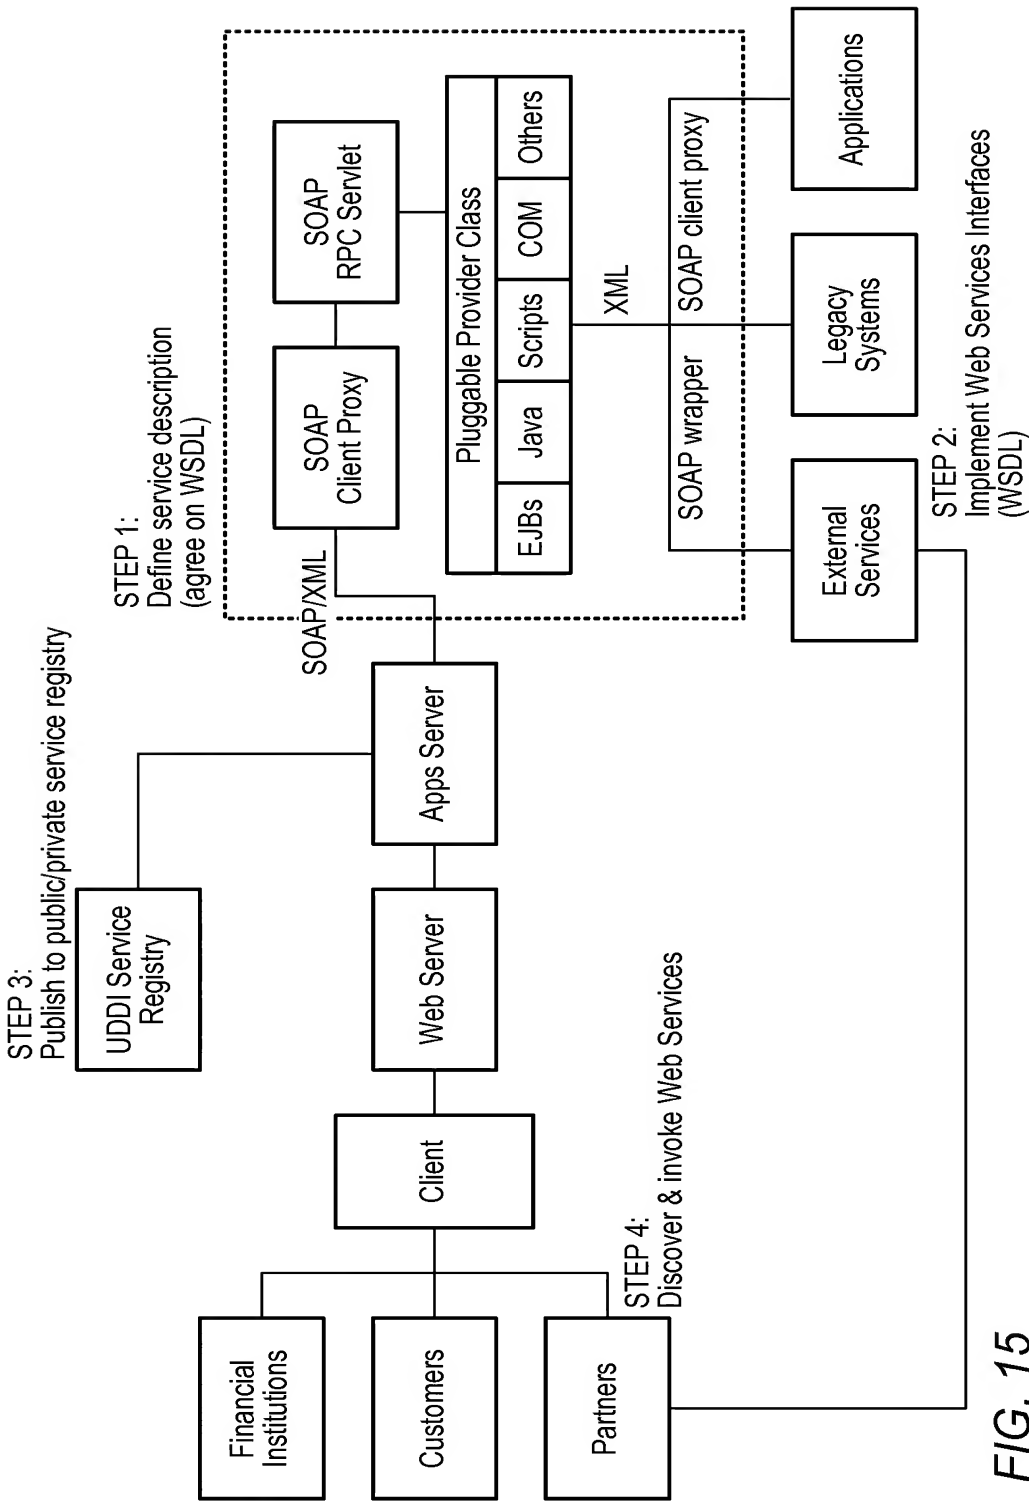 STEP 3:
Publish to public/private service registry
UDDI Service
Registry
STEP 1:
Define service description
(agree on WSDL)
Financial
Institutions
Customers
Partners
Client
Web Server
Apps Server
SOAP/XML
SOAP
Client Proxy
SOAP
RPC Servlet
Pluggable Provider Class
EJBs
Java
Scripts
COM
Others
XML
SOAP wrapper
SOAP client proxy
STEP 4:
Discover & invoke Web Services
External
Services
Legacy
Systems
Applications
STEP 2:
Implement Web Services Interfaces
(WSDL)
FIG. 15